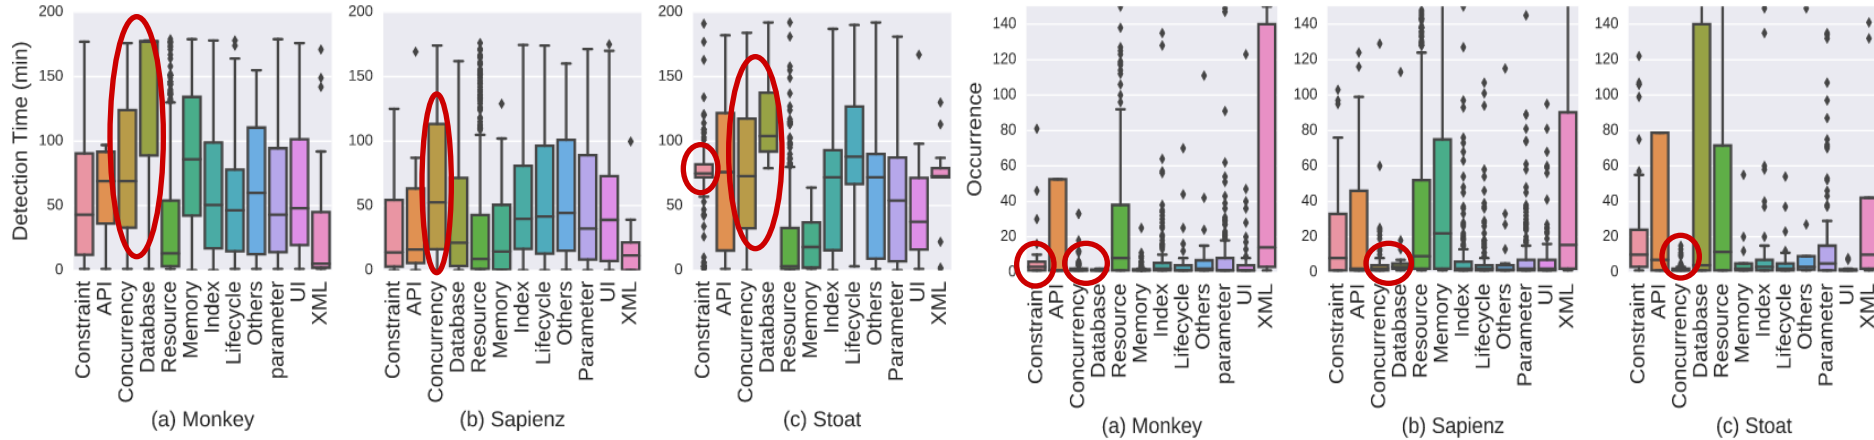 Detection Time (min)
200
150
100
50
0
Constraint
API
Concurrency
Database
Resource
Memory
Index
Lifecycle
Others
parameter
UI
XML
(a) Monkey
200
150
100
50
0
Constraint
API
Concurrency
Database
Resource
Memory
Index
Lifecycle
Others
Parameter
UI
XML
(b) Sapienz
200
150
100
50
0
Constraint
API
Concurrency
Database
Resource
Memory
Index
Lifecycle
Others
Parameter
UI
XML
(c) Stoat
Occurrence
140
120
100
80
60
40
20
0
Constraint
API
Concurrency
Database
Resource
Memory
Index
Lifecycle
Others
parameter
UI
XML
(a) Monkey
140
120
100
80
60
40
20
0
Constraint
API
Concurrency
Database
Resource
Memory
Index
Lifecycle
Others
Parameter
UI
XML
(b) Sapienz
140
120
100
80
60
40
20
0
Constraint
API
Concurrency
Database
Resource
Memory
Index
Lifecycle
Others
Parameter
UI
XML
(c) Stoat